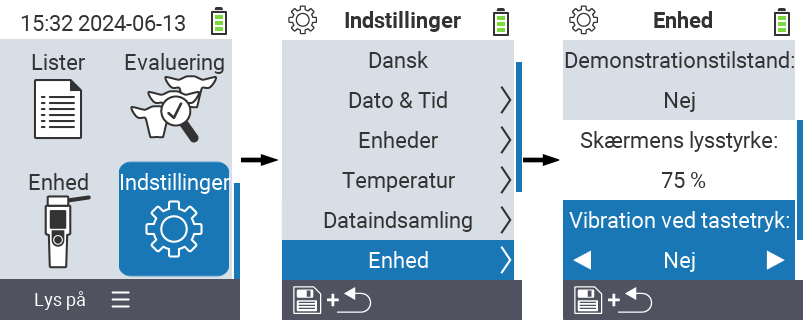 15:32 2024-06-13
Lister
Evaluering
Enhed
Indstillinger
Lys på
Indstillinger
Dansk
Dato & Tid
Enheder
Temperatur
Dataindsamling
Enhed
+
Enhed
Demonstrationstilstand:
Nej
Skærmens lysstyrke:
75 %
Vibration ved tastetryk:
Nej
+